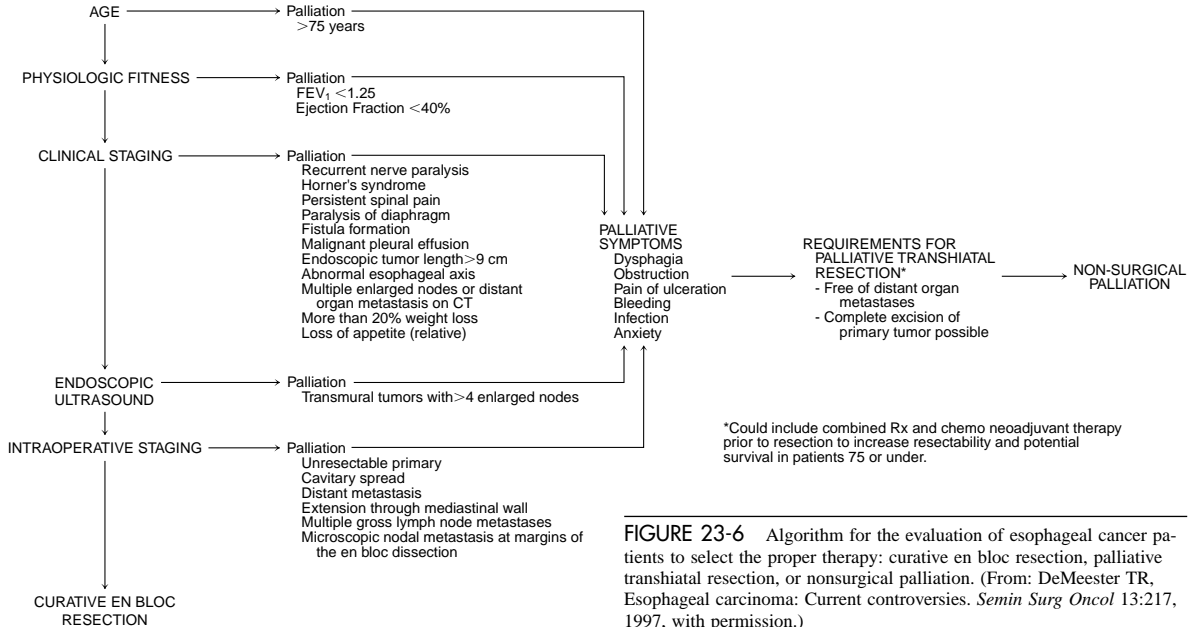 AGE
Palliation
>75 years
PHYSIOLOGIC FITNESS
Palliation
FEV₁ <1.25
Ejection Fraction <40%
CLINICAL STAGING
Palliation
Recurrent nerve paralysis
Horner's syndrome
Persistent spinal pain
Paralysis of diaphragm
Fistula formation
Malignant pleural effusion
Endoscopic tumor length>9 cm
Abnormal esophageal axis
Multiple enlarged nodes or distant
organ metastasis on CT
More than 20% weight loss
Loss of appetite (relative)
ENDOSCOPIC
ULTRASOUND
Palliation
Transmural tumors with>4 enlarged nodes
INTRAOPERATIVE STAGING
Palliation
Unresectable primary
Cavitary spread
Distant metastasis
Extension through mediastinal wall
Multiple gross lymph node metastases
Microscopic nodal metastasis at margins of
the en bloc dissection
CURATIVE EN BLOC
RESECTION
PALLIATIVE
SYMPTOMS
Dysphagia
Obstruction
Pain of ulceration
Bleeding
Infection
Anxiety
REQUIREMENTS FOR
PALLIATIVE TRANSHIATAL
RESECTION*
- Free of distant organ
metastases
- Complete excision of
primary tumor possible
NON-SURGICAL
PALLIATION
*Could include combined Rx and chemo neoadjuvant therapy
prior to resection to increase resectability and potential
survival in patients 75 or under.
FIGURE 23-6 Algorithm for the evaluation of esophageal cancer pa-
tients to select the proper therapy: curative en bloc resection, palliative
transhiatal resection, or nonsurgical palliation. (From: DeMeester TR,
Esophageal carcinoma: Current controversies. Semin Surg Oncol 13:217,
1997, with permission.)